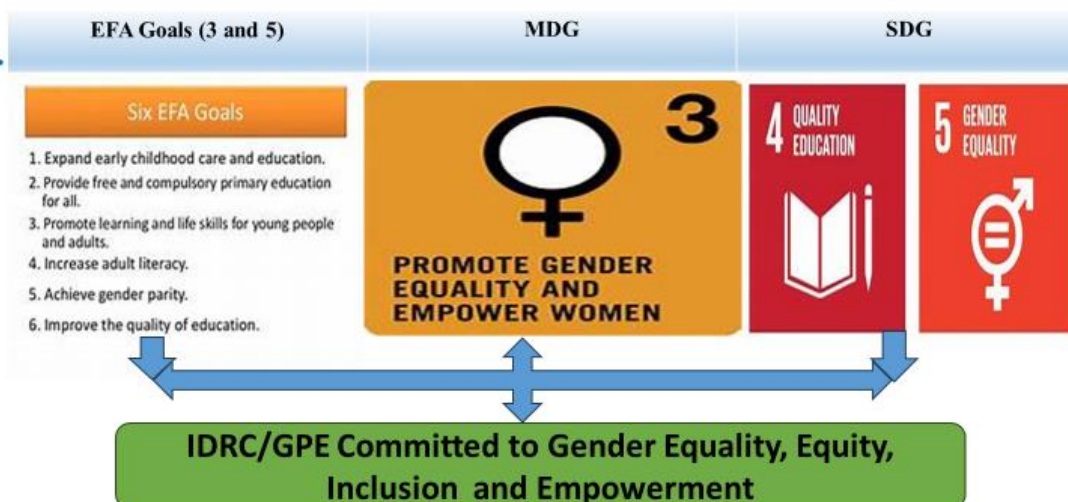 EFA Goals (3 and 5)
MDG
SDG
Six EFA Goals
1. Expand early childhood care and education.
2. Provide free and compulsory primary education
for all.
3. Promote learning and life skills for young people
and adults.
4. Increase adult literacy.
5. Achieve gender parity.
6. Improve the quality of education.
3
PROMOTE GENDER
EQUALITY AND
EMPOWER WOMEN
4 QUALITY
EDUCATION
5 GENDER
EQUALITY
IDRC/GPE Committed to Gender Equality, Equity,
Inclusion and Empowerment